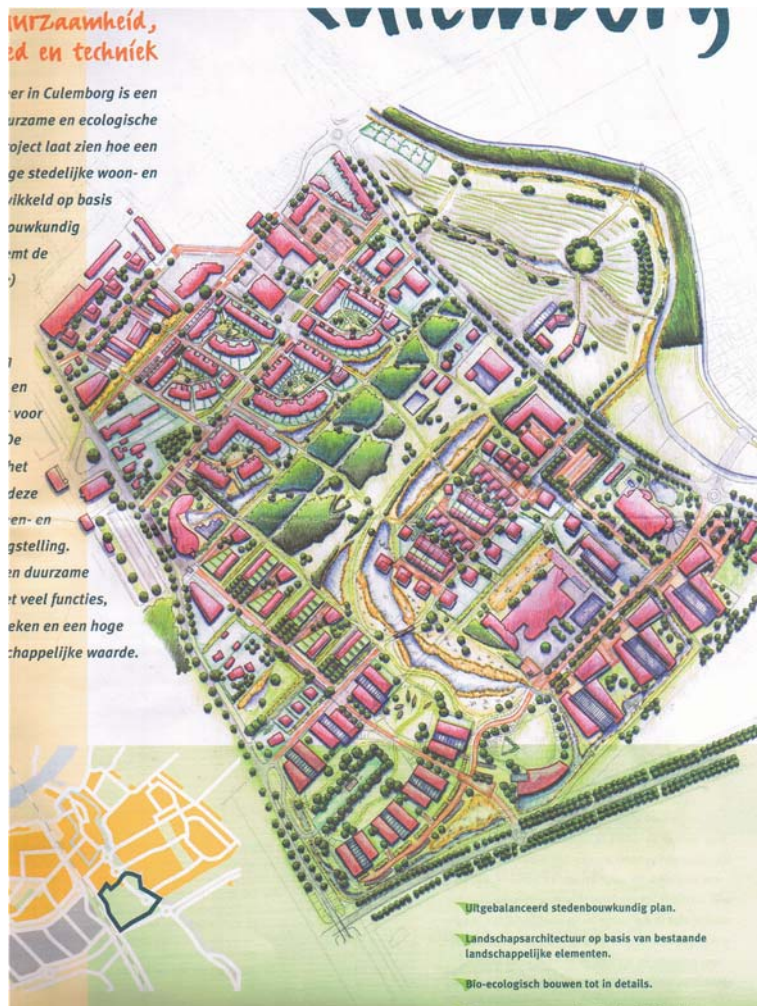 Culemborg
urzaamheid,
ed en techniek
er in Culemborg is een
urzame en ecologische
roject laat zien hoe een
ge stedelijke woon- en
wikkeld op basis
ouwkundig
emt de
)
g
en
voor
De
het
deze
en- en
gstelling.
en duurzame
et veel functies,
eken en een hoge
chappelijke waarde.
Uitgebalanceerd stedenbouwkundig plan.
Landschapsarchitectuur op basis van bestaande
landschappelijke elementen.
Bio-ecologisch bouwen tot in details.